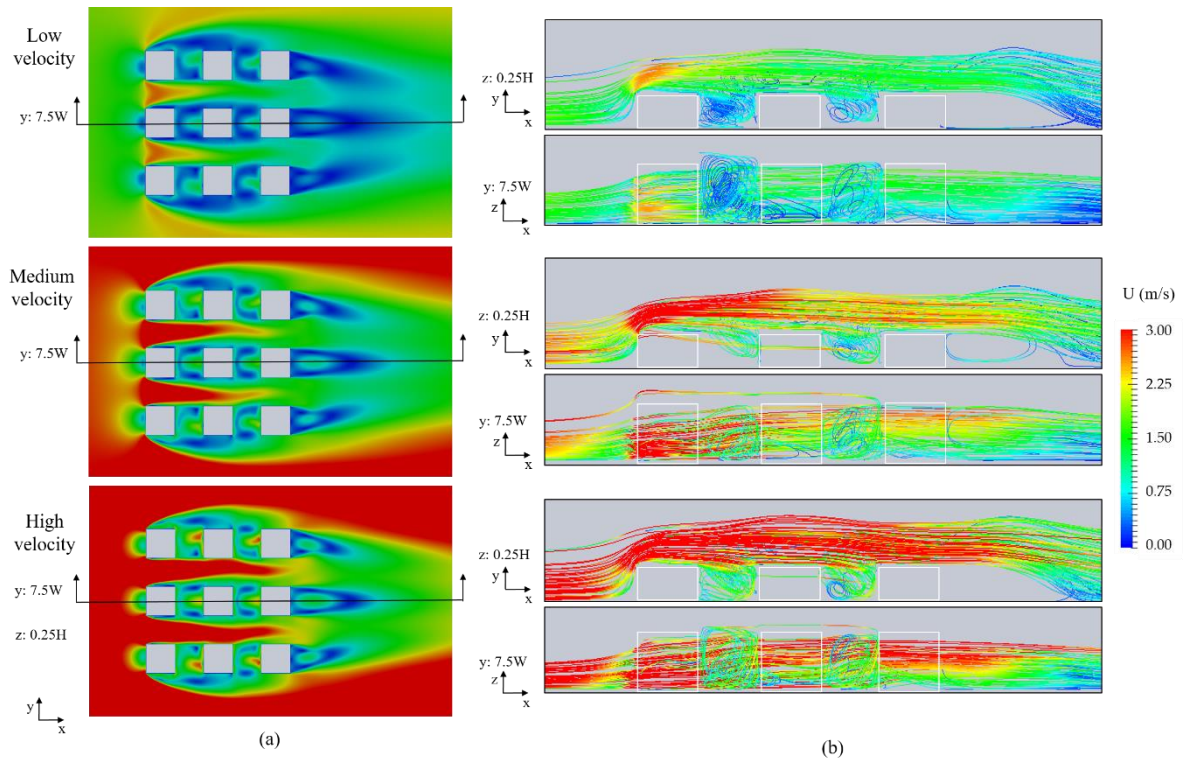 Low
velocity
y: 7.5W
Medium
velocity
y: 7.5W
High
velocity
y: 7.5W
z: 0.25H
y
x
(a)
z: 0.25H
y
x
y: 7.5W
z
x
z: 0.25H
y
x
y: 7.5W
z
x
z: 0.25H
y
x
y: 7.5W
z
x
(b)
U (m/s)
3.00
2.25
1.50
0.75
0.00